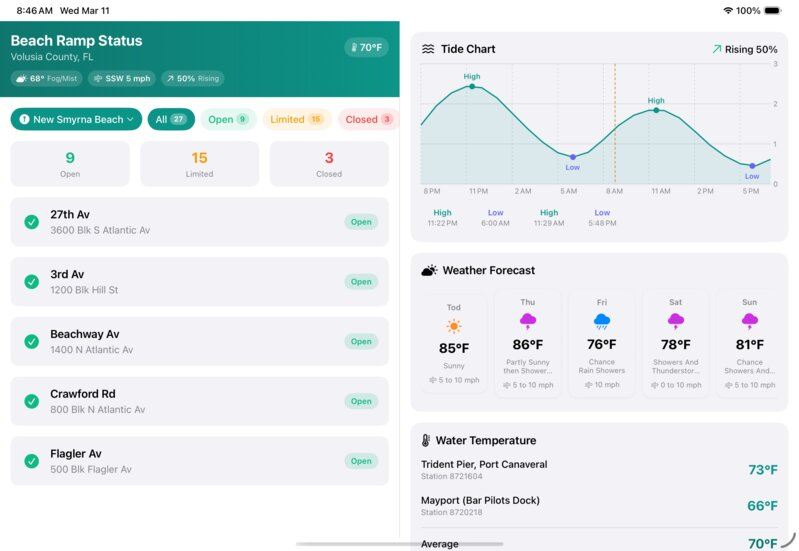 8:46 AM Wed Mar 11
100%
Beach Ramp Status
Volusia County, FL
70°F
68° Fog/Mist
SSW 5 mph
50% Rising
New Smyrna Beach
All 27
Open 9
Limited 15
Closed 3
9
Open
15
Limited
3
Closed
27th Av
3600 Blk S Atlantic Av
Open
3rd Av
1200 Blk Hill St
Open
Beachway Av
1400 N Atlantic Av
Open
Crawford Rd
800 Blk N Atlantic Av
Open
Flagler Av
500 Blk Flagler Av
Open
Tide Chart
Rising 50%
High
Low
High
Low
3
2
1
0
8 PM 11 PM 2 AM 5 AM 8 AM 11 AM 2 PM 5 PM
High Low High Low
11:22 PM 6:00 AM 11:29 AM 5:48 PM
Weather Forecast
Tod
85°F
Sunny
5 to 10 mph
Thu
86°F
Partly Sunny
then Shower...
5 to 10 mph
Fri
76°F
Chance
Rain Showers
10 mph
Sat
78°F
Showers And
Thunderstor...
0 to 10 mph
Sun
81°F
Chance
Showers And...
5 to 10 mph
Water Temperature
Trident Pier, Port Canaveral
Station 8721604
73°F
Mayport (Bar Pilots Dock)
Station 8720218
66°F
Average
70°F